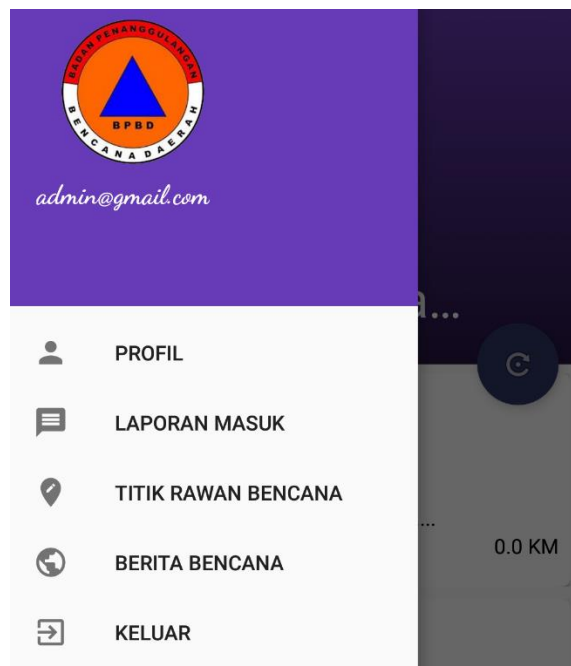 BADAN PENANGGULANGAN
BPBD
BENCANA DAERAH
admin@gmail.com
a...
PROFIL
LAPORAN MASUK
TITIK RAWAN BENCANA
...
0.0 KM
BERITA BENCANA
KELUAR